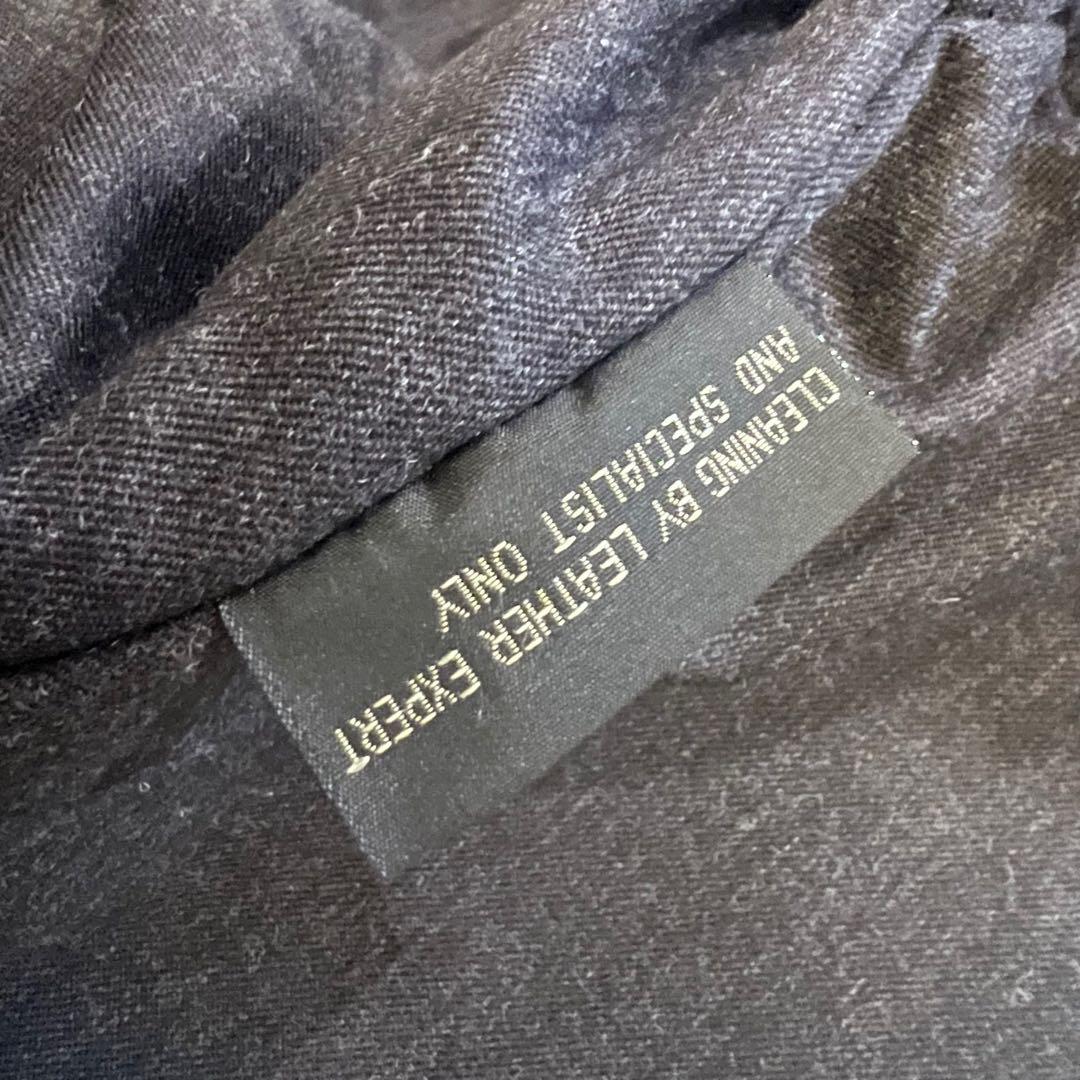 CLEANING BY LEATHER EXPERT
AND SPECIALIST ONLY